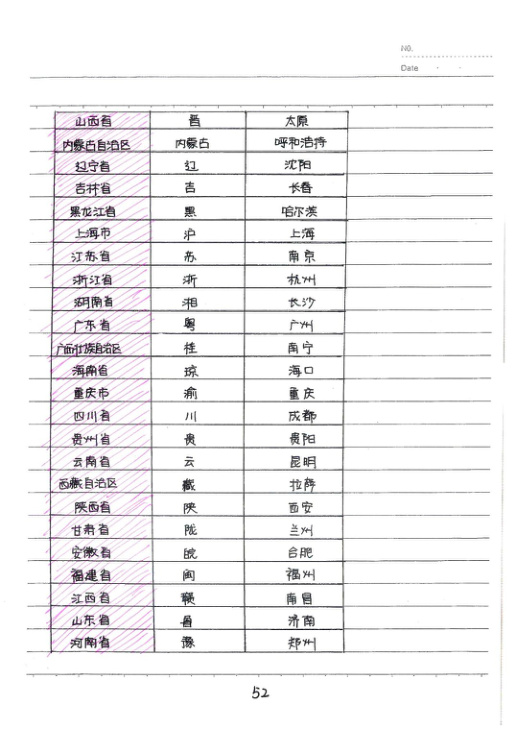 No.
Date
山西省 晋 太原
内蒙古自治区 内蒙古 呼和浩特
辽宁省 辽 沈阳
吉林省 吉 长春
黑龙江省 黑 哈尔滨
上海市 沪 上海
江苏省 苏 南京
浙江省 浙 杭州
湖南省 湘 长沙
广东省 粤 广州
广西壮族自治区 桂 南宁
海南省 琼 海口
重庆市 渝 重庆
四川省 川 成都
贵州省 贵 贵阳
云南省 云 昆明
西藏自治区 藏 拉萨
陕西省 陕 西安
甘肃省 陇 兰州
安徽省 皖 合肥
福建省 闽 福州
江西省 赣 南昌
山东省 鲁 济南
河南省 豫 郑州
52